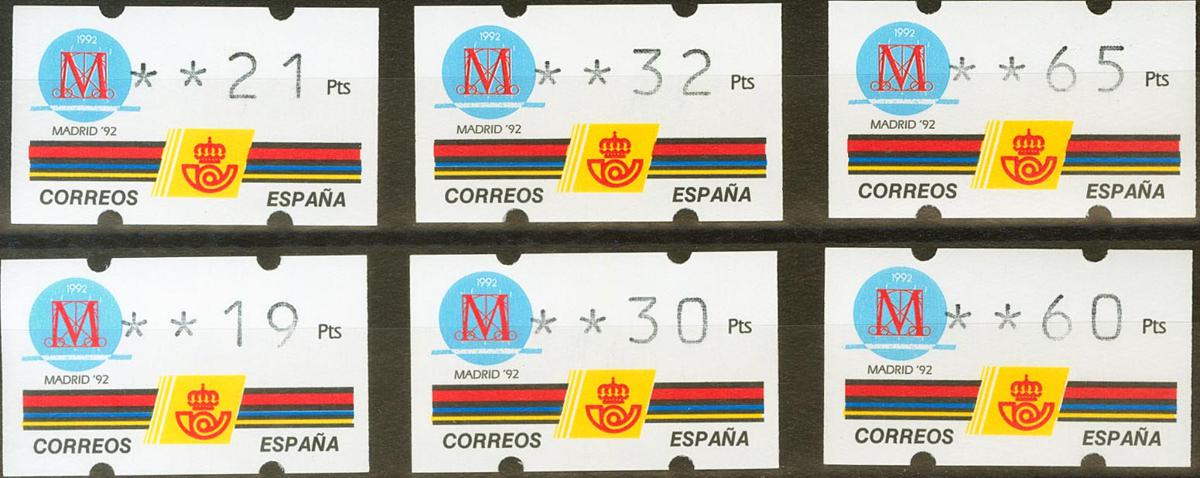 1992
M
* * 21 Pts
MADRID '92
CORREOS ESPAÑA
1992
M
* * 32 Pts
MADRID '92
CORREOS ESPAÑA
1992
M
* * 65 Pts
MADRID '92
CORREOS ESPAÑA
1992
M
* * 19 Pts
MADRID '92
CORREOS ESPAÑA
1992
M
* * 30 Pts
MADRID '92
CORREOS ESPAÑA
1992
M
* * 60 Pts
MADRID '92
CORREOS ESPAÑA